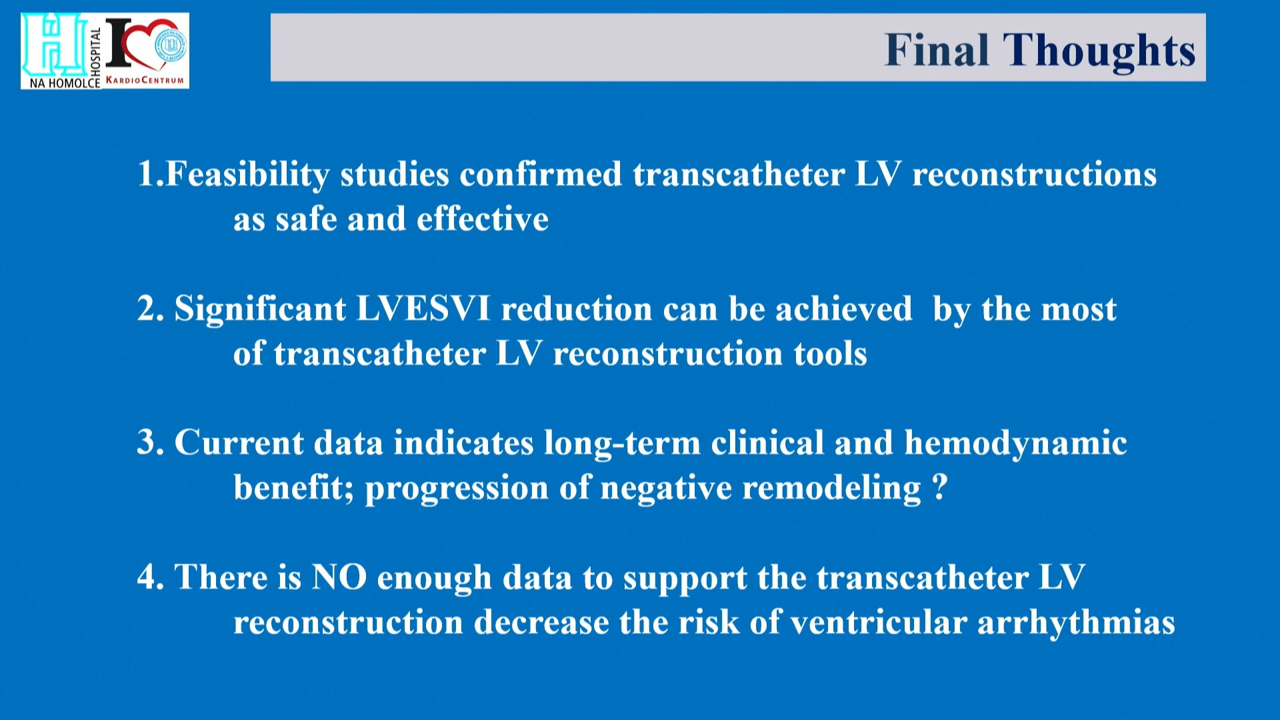 NA HOMOLCE
HOSPITAL
I
KARDIOCENTRUM
Final Thoughts
1.Feasibility studies confirmed transcatheter LV reconstructions
as safe and effective
2. Significant LVESVI reduction can be achieved  by the most
of transcatheter LV reconstruction tools
3. Current data indicates long-term clinical and hemodynamic
benefit; progression of negative remodeling ?
4. There is NO enough data to support the transcatheter LV
reconstruction decrease the risk of ventricular arrhythmias